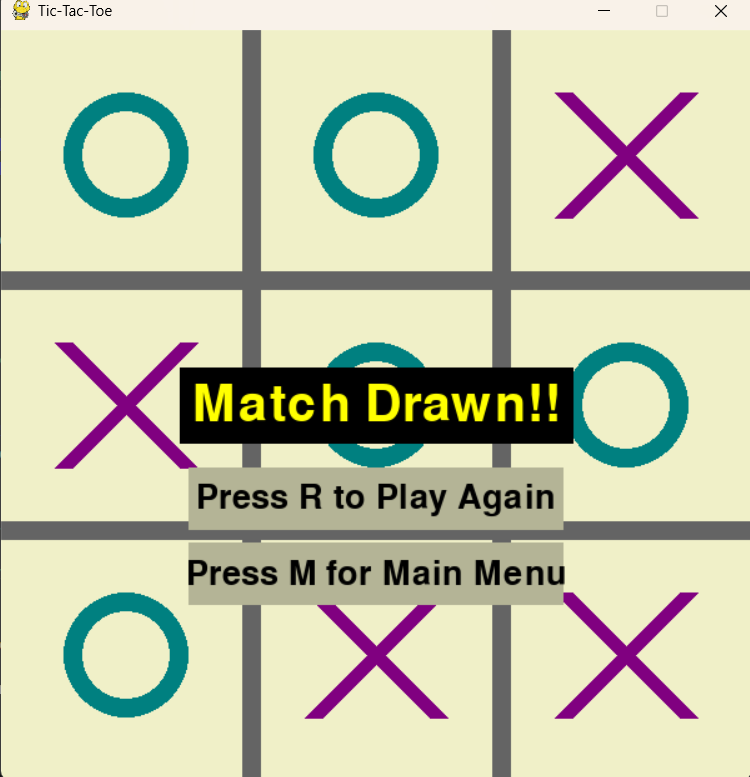 Tic-Tac-Toe
Match Drawn!!
Press R to Play Again
Press M for Main Menu